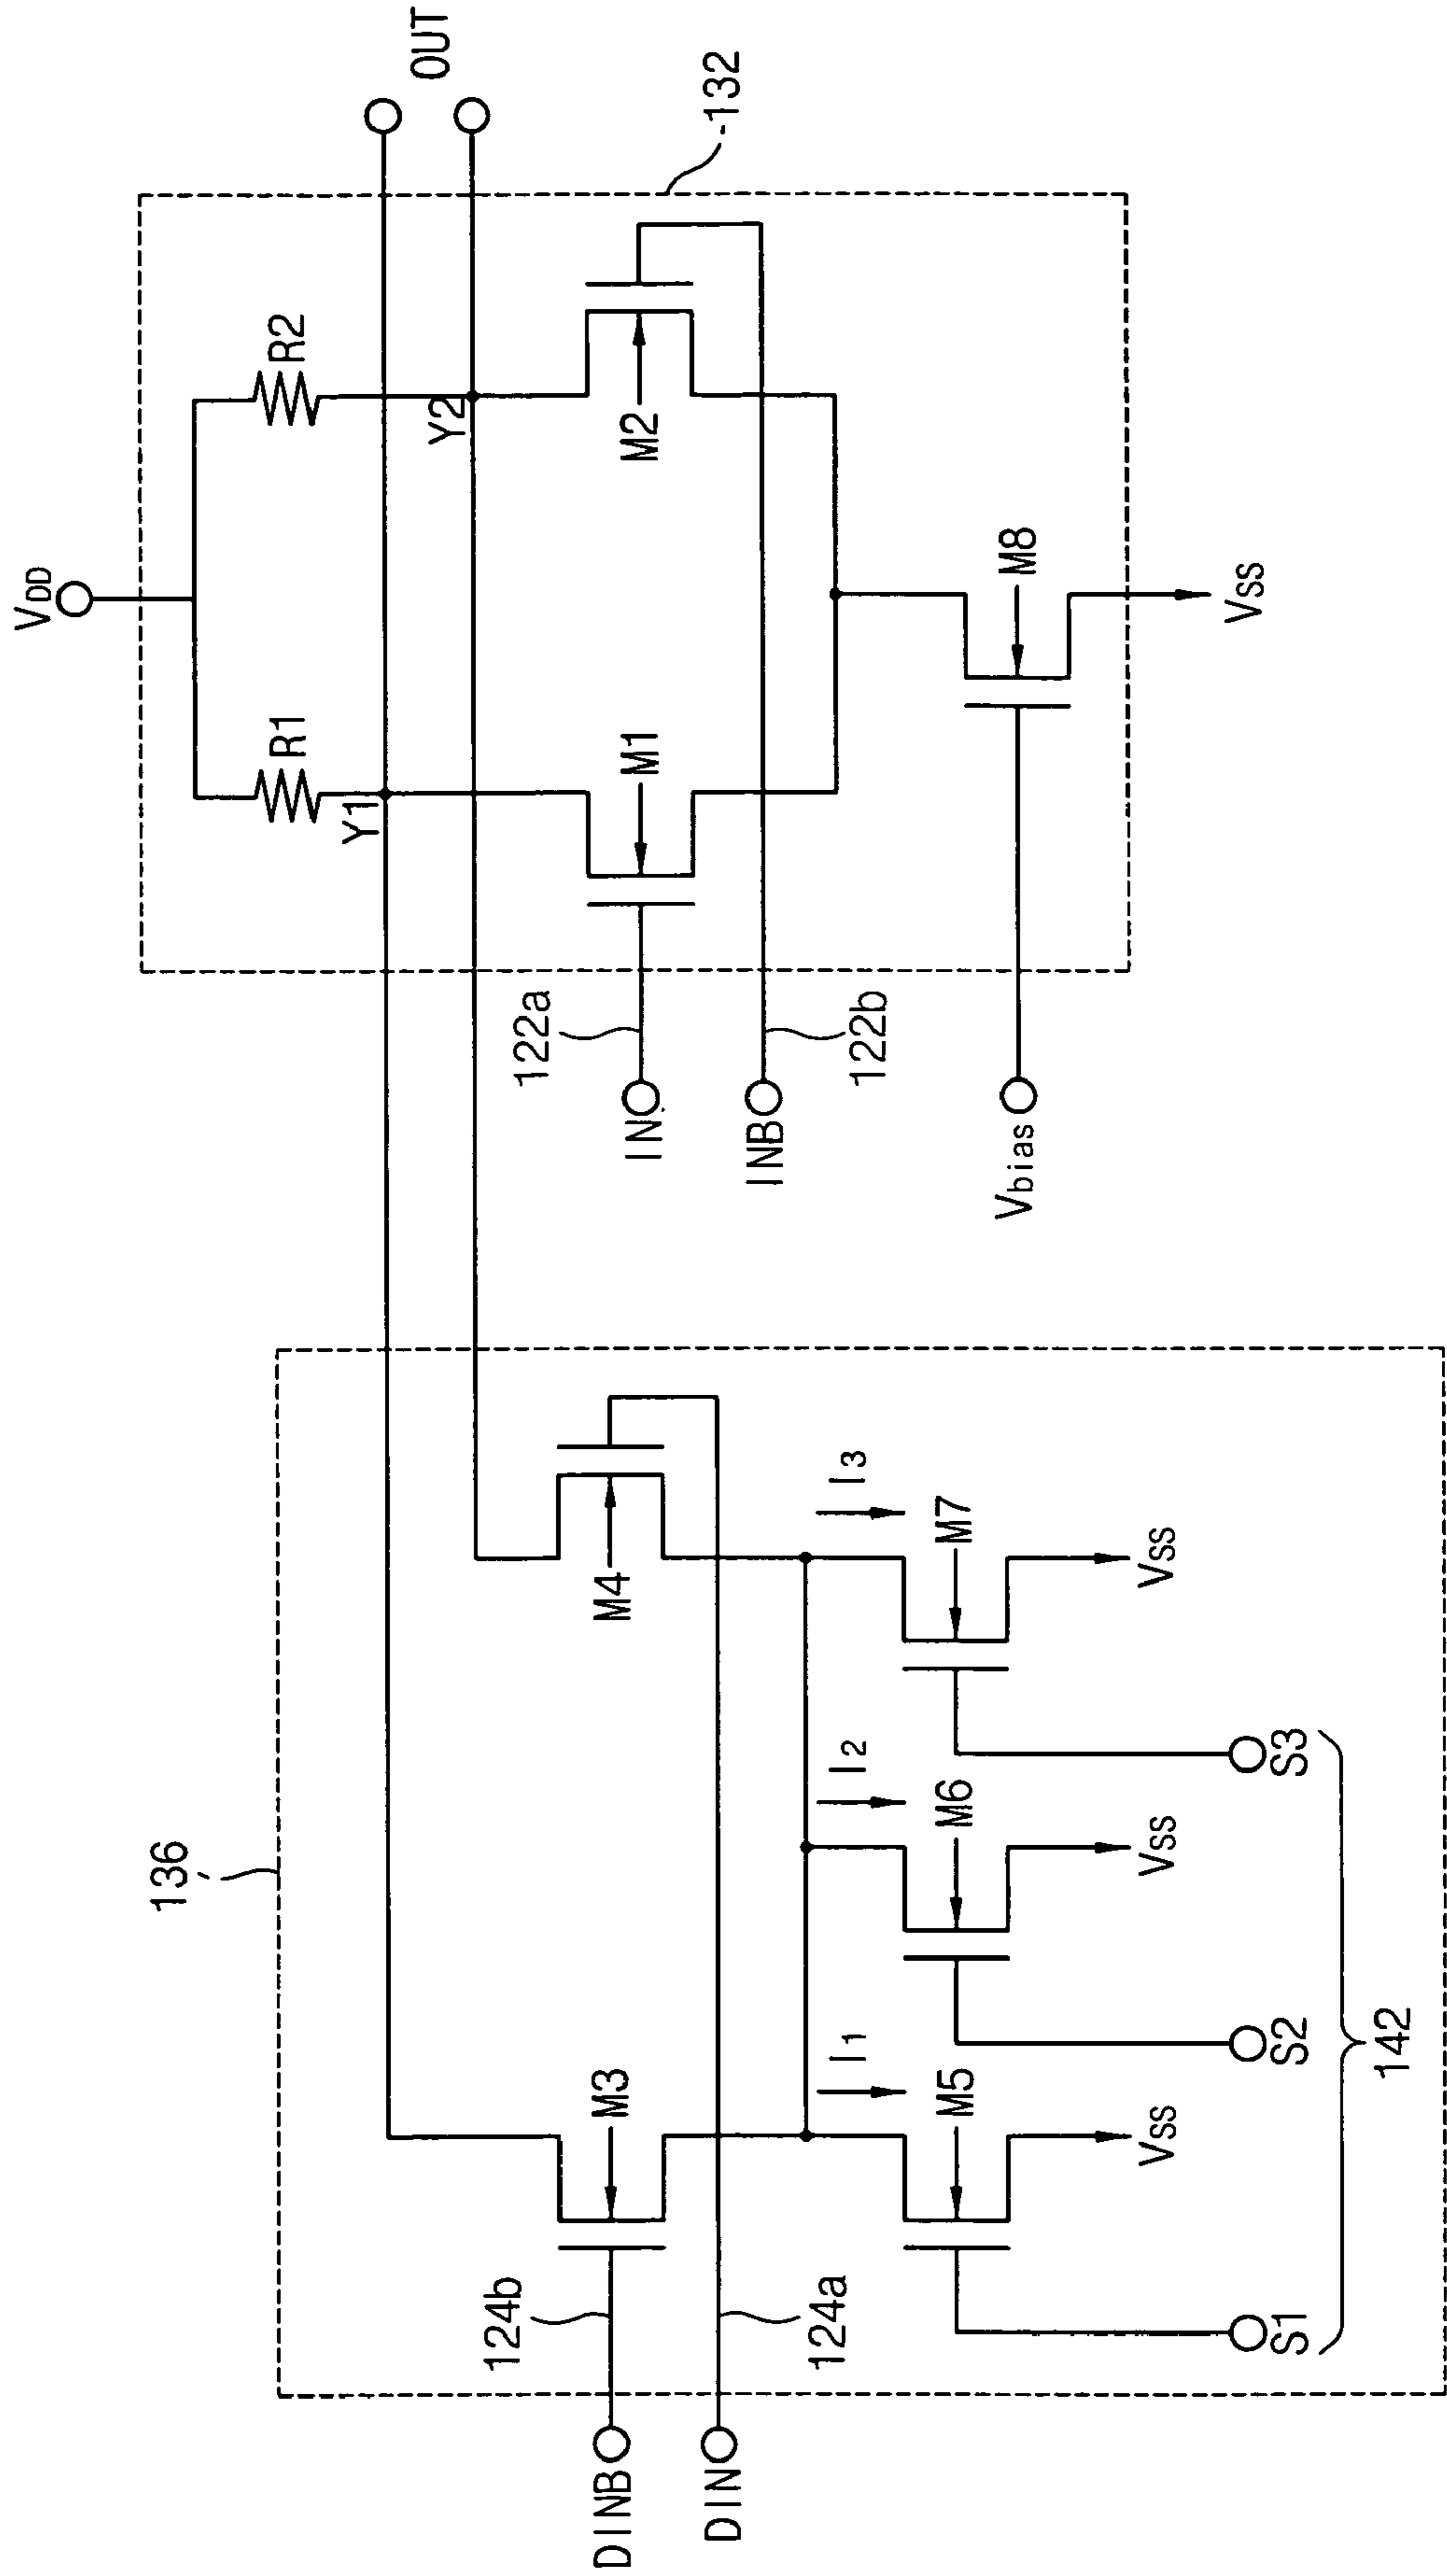 VDD
OUT
R1
R2
Y1
Y2
132
M1
M2
122a
IN
INB
122b
M8
Vbias
VSS
136
M3
M4
124b
DINB
DIN
124a
I1
I2
I3
M5
M6
M7
VSS
VSS
VSS
S1
S2
S3
142